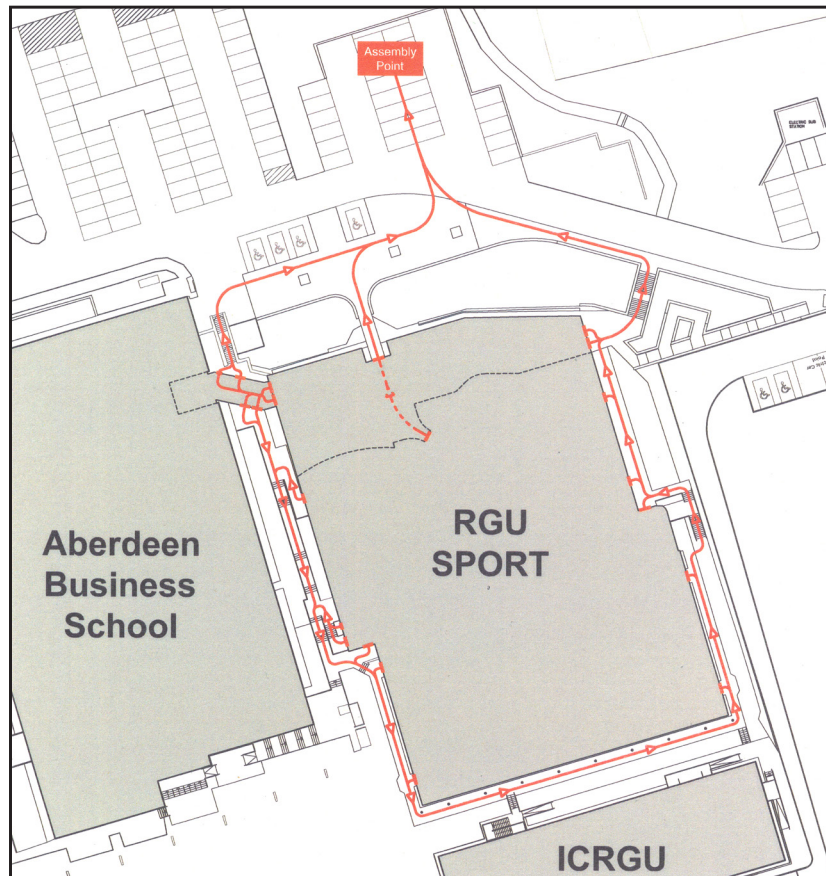 Assembly
Point
Aberdeen
Business
School
RGU
SPORT
ICRGU